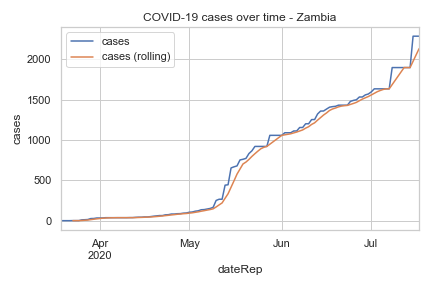 COVID-19 cases over time - Zambia
cases
cases (rolling)
2000
1500
1000
500
0
cases
Apr
2020
May
Jun
Jul
dateRep